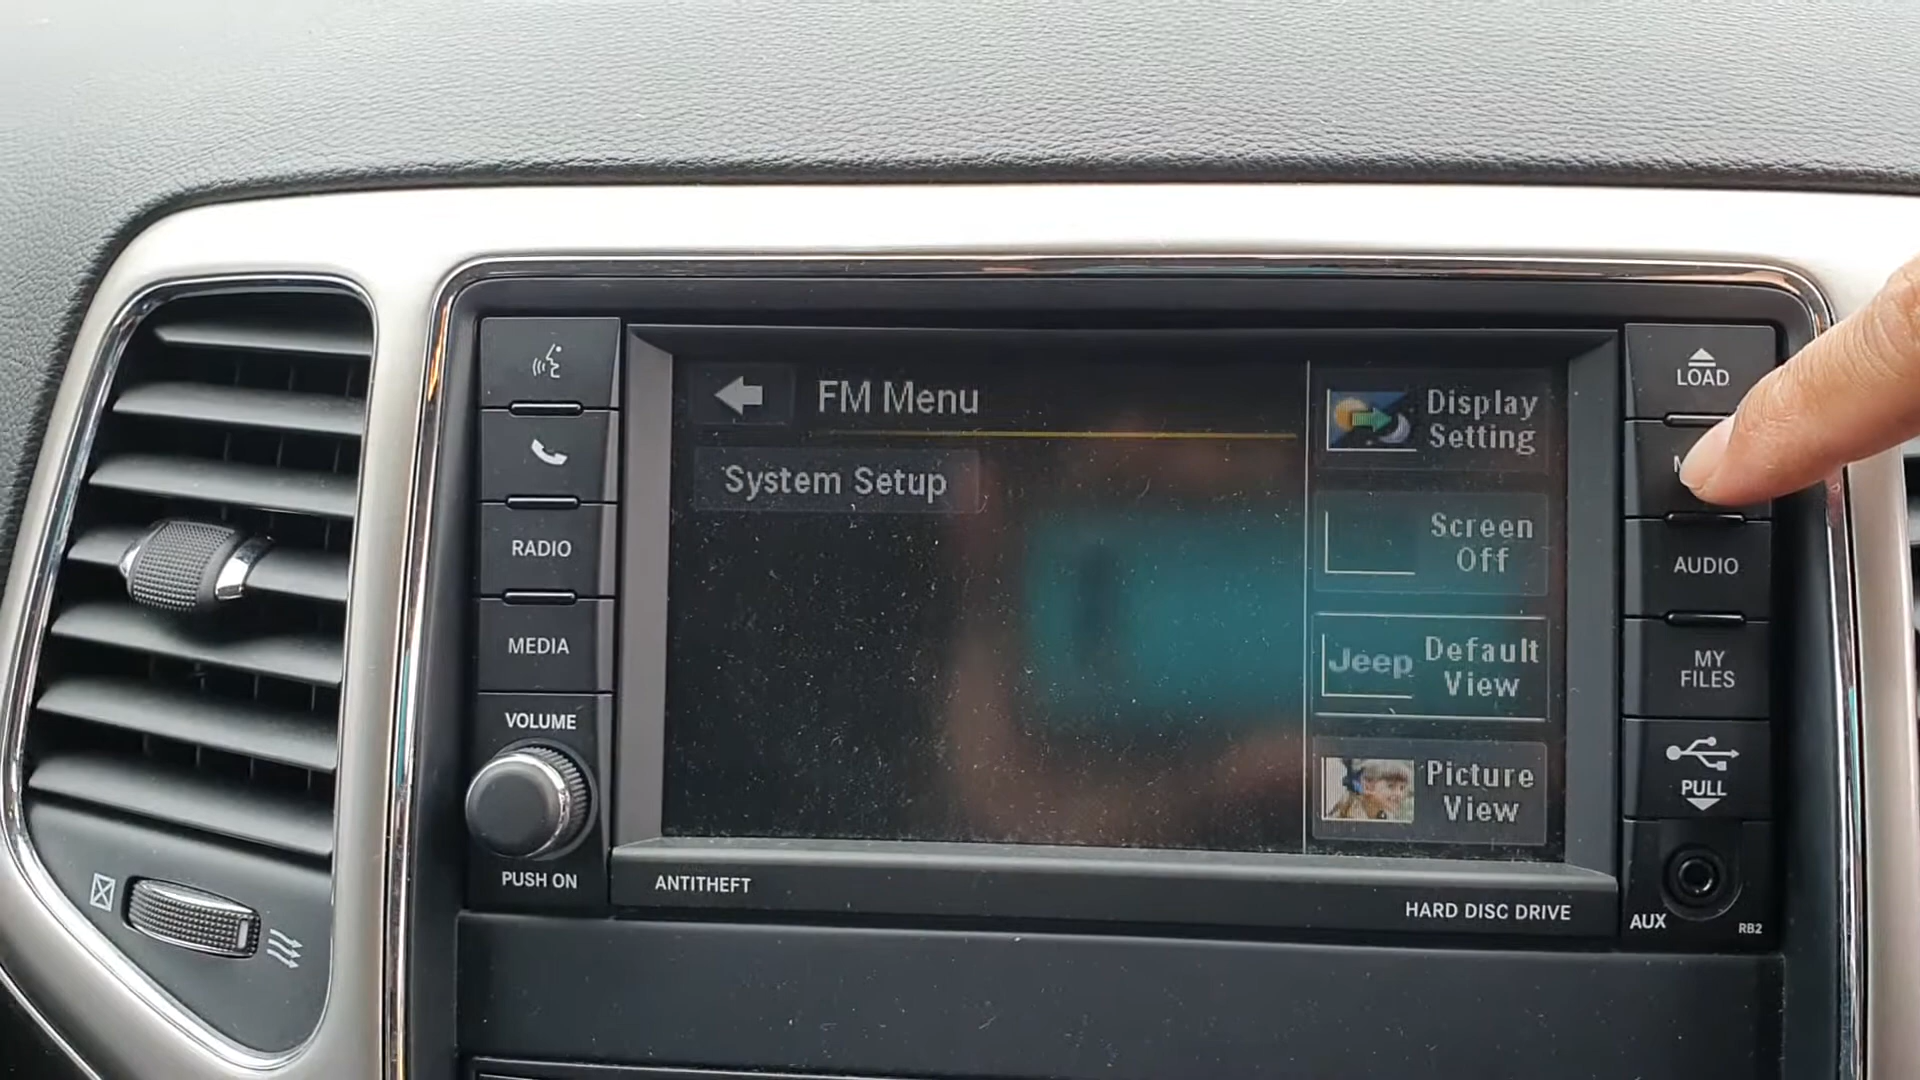 LOAD
FM Menu
Display
Setting
System Setup
Screen
Off
RADIO
AUDIO
MEDIA
Jeep
Default
View
MY
FILES
VOLUME
Picture
View
PULL
PUSH ON
ANTITHEFT
HARD DISC DRIVE
AUX
RB2